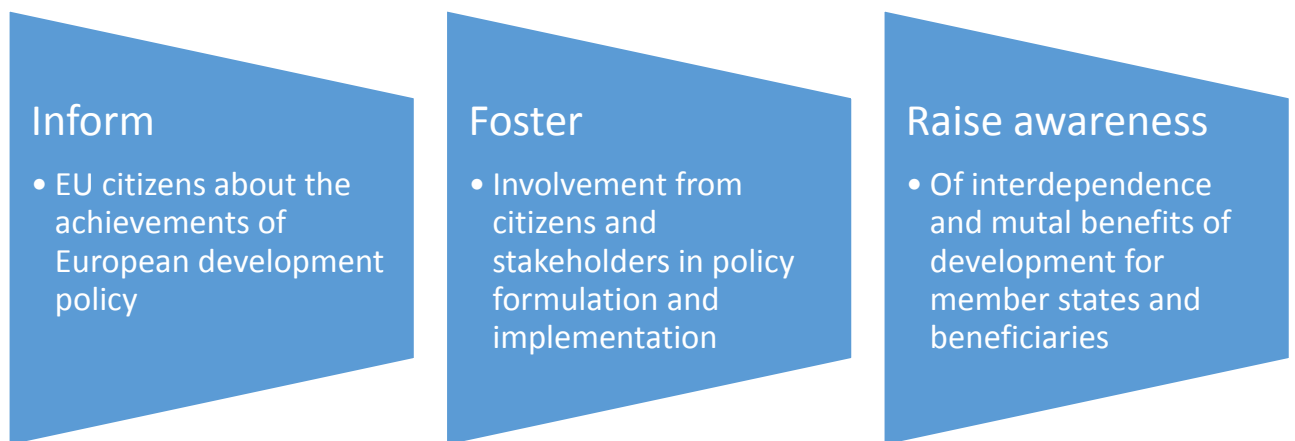 Inform
• EU citizens about the
achievements of
European development
policy
Foster
• Involvement from
citizens and
stakeholders in policy
formulation and
implementation
Raise awareness
• Of interdependence
and mutal benefits of
development for
member states and
beneficiaries